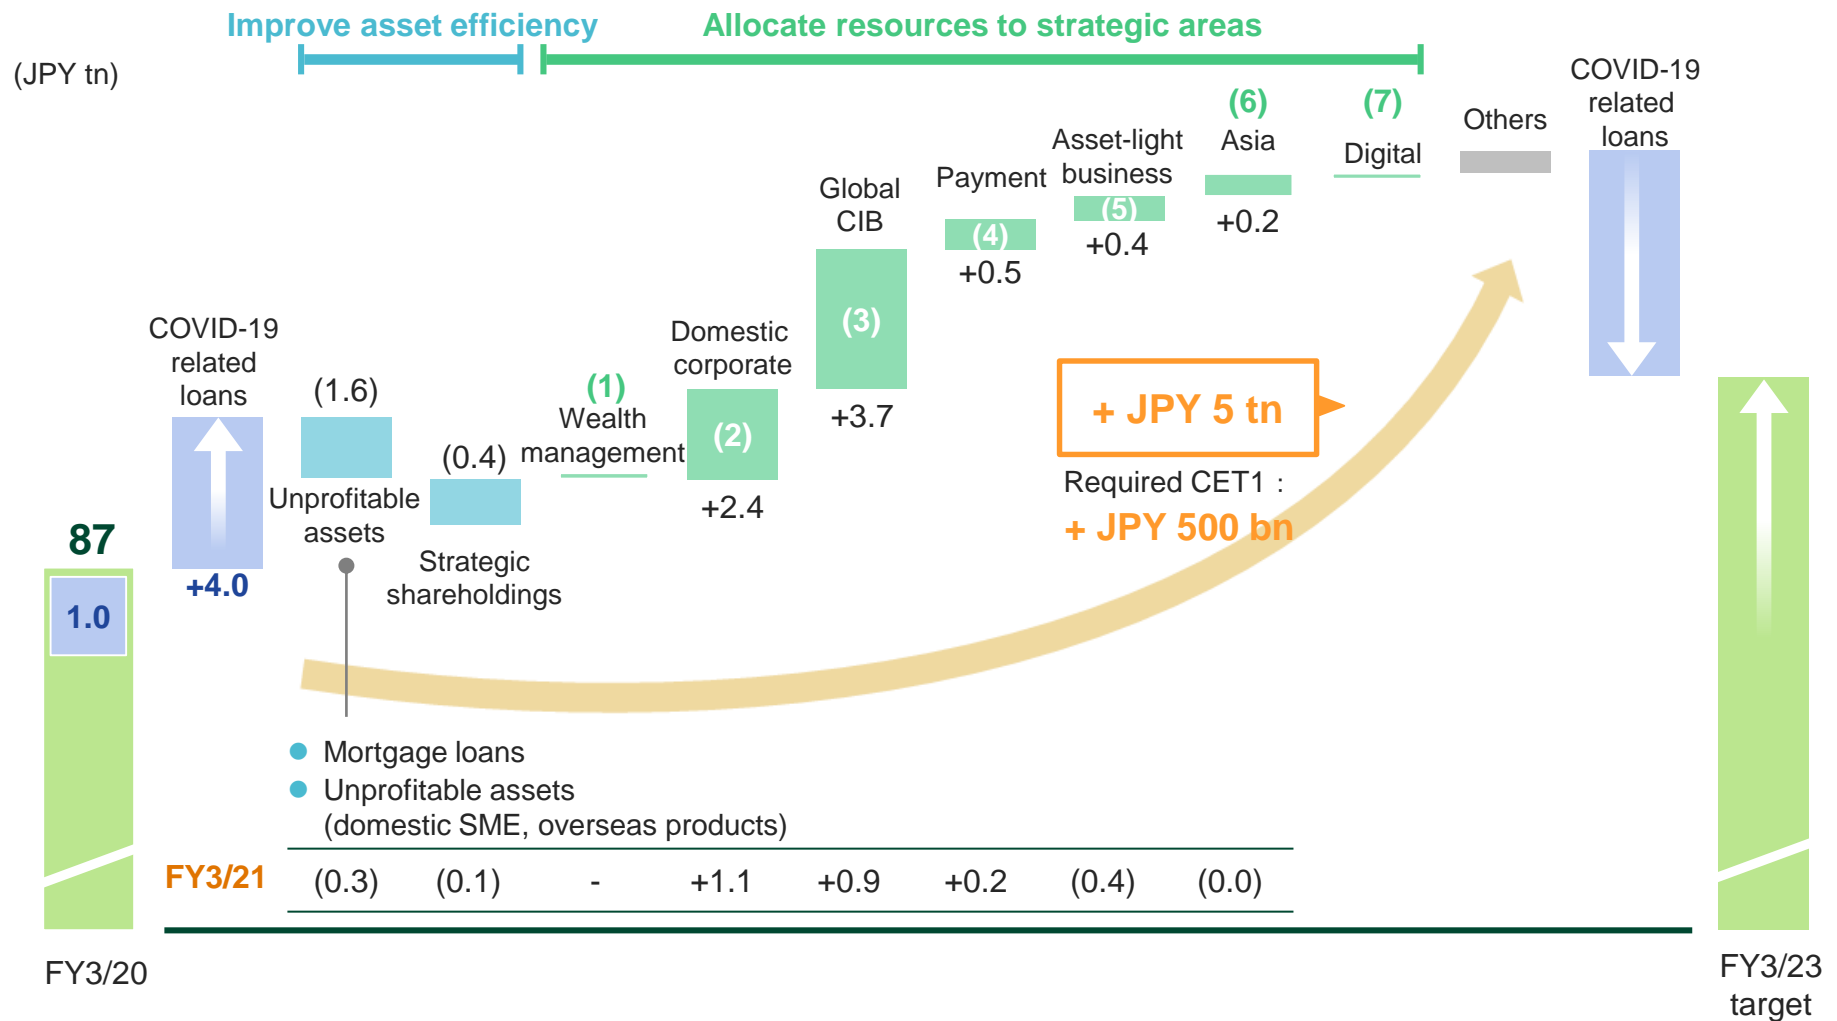 Improve asset efficiency
Allocate resources to strategic areas
(JPY tn)
87
1.0
FY3/20
COVID-19
related
loans
+4.0
(1.6)
Unprofitable
assets
(0.4)
Strategic
shareholdings
(1)
Wealth
management
Domestic
corporate
(2)
+2.4
Global
CIB
(3)
+3.7
Payment
(4)
+0.5
Asset-light
business
(5)
+0.4
(6)
Asia
+0.2
(7)
Digital
Others
COVID-19
related
loans
+ JPY 5 tn
Required CET1 :
+ JPY 500 bn
Mortgage loans
Unprofitable assets
(domestic SME, overseas products)
FY3/21 (0.3) (0.1) - +1.1 +0.9 +0.2 (0.4) (0.0)
FY3/23
target